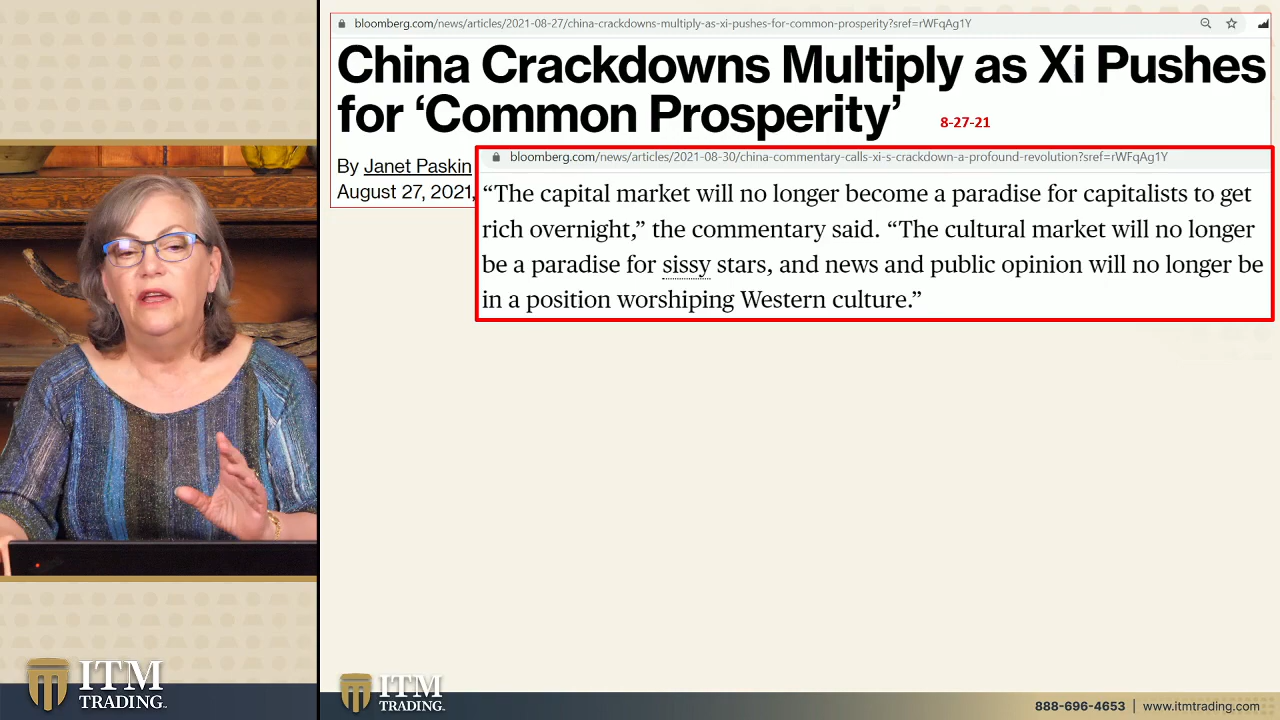 bloomberg.com/news/articles/2021-08-27/china-crackdowns-multiply-as-xi-pushes-for-common-prosperity?sref=rWFqAg1Y
China Crackdowns Multiply as Xi Pushes
for ‘Common Prosperity’
8-27-21
By Janet Paskin
August 27, 2021,
bloomberg.com/news/articles/2021-08-30/china-commentary-calls-xi-s-crackdown-a-profound-revolution?sref=rWFqAg1Y
“The capital market will no longer become a paradise for capitalists to get
rich overnight,” the commentary said. “The cultural market will no longer
be a paradise for sissy stars, and news and public opinion will no longer be
in a position worshiping Western culture.”
ITM
TRADING.
ITM
TRADING.
888-696-4653 | www.itmtrading.com